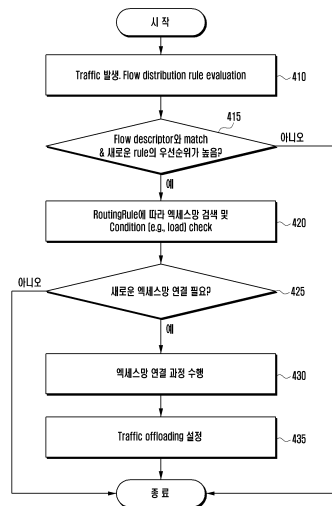 시 작
Traffic 발생. Flow distribution rule evaluation
410
415
Flow descriptor와 match
& 새로운 rule의 우선순위가 높음?
아니오
예
RoutingRule에 따라 엑세스망 검색 및
Condition (e.g., load) check
420
아니오
새로운 엑세스망 연결 필요?
425
예
엑세스망 연결 과정 수행
430
Traffic offloading 설정
435
종 료